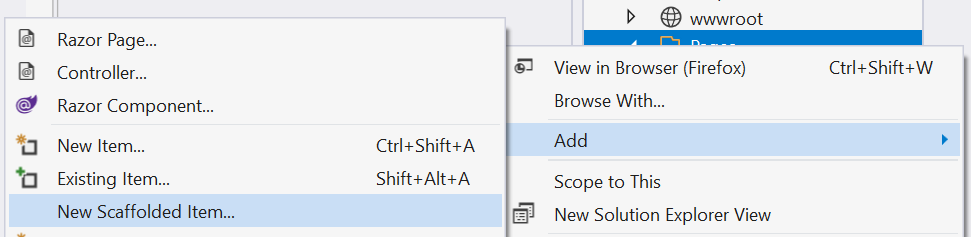 wwwroot
Pages
Razor Page...
Controller...
Razor Component...
New Item... Ctrl+Shift+A
Existing Item... Shift+Alt+A
New Scaffolded Item...
View in Browser (Firefox) Ctrl+Shift+W
Browse With...
Add
Scope to This
New Solution Explorer View